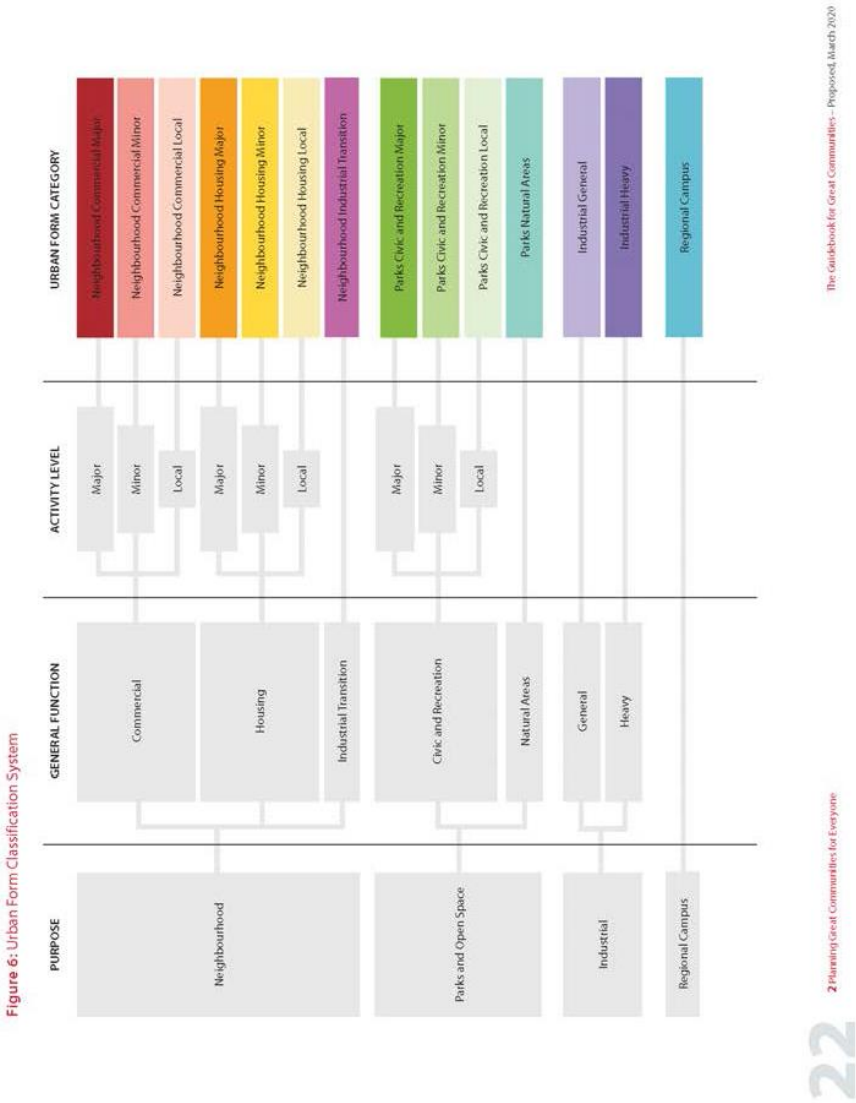 Figure 6: Urban Form Classification System
PURPOSE
GENERAL FUNCTION
ACTIVITY LEVEL
URBAN FORM CATEGORY
Neighbourhood
Commercial
Major
Neighbourhood Commercial Major
Minor
Neighbourhood Commercial Minor
Local
Neighbourhood Commercial Local
Housing
Major
Neighbourhood Housing Major
Minor
Neighbourhood Housing Minor
Local
Neighbourhood Housing Local
Industrial Transition
Neighbourhood Industrial Transition
Parks and Open Space
Civic and Recreation
Major
Parks Civic and Recreation Major
Minor
Parks Civic and Recreation Minor
Local
Parks Civic and Recreation Local
Natural Areas
Parks Natural Areas
Industrial
General
Industrial General
Heavy
Industrial Heavy
Regional Campus
Regional Campus
22
2 Planning Great Communities for Everyone
The Guidebook for Great Communities – Proposed, March 2020